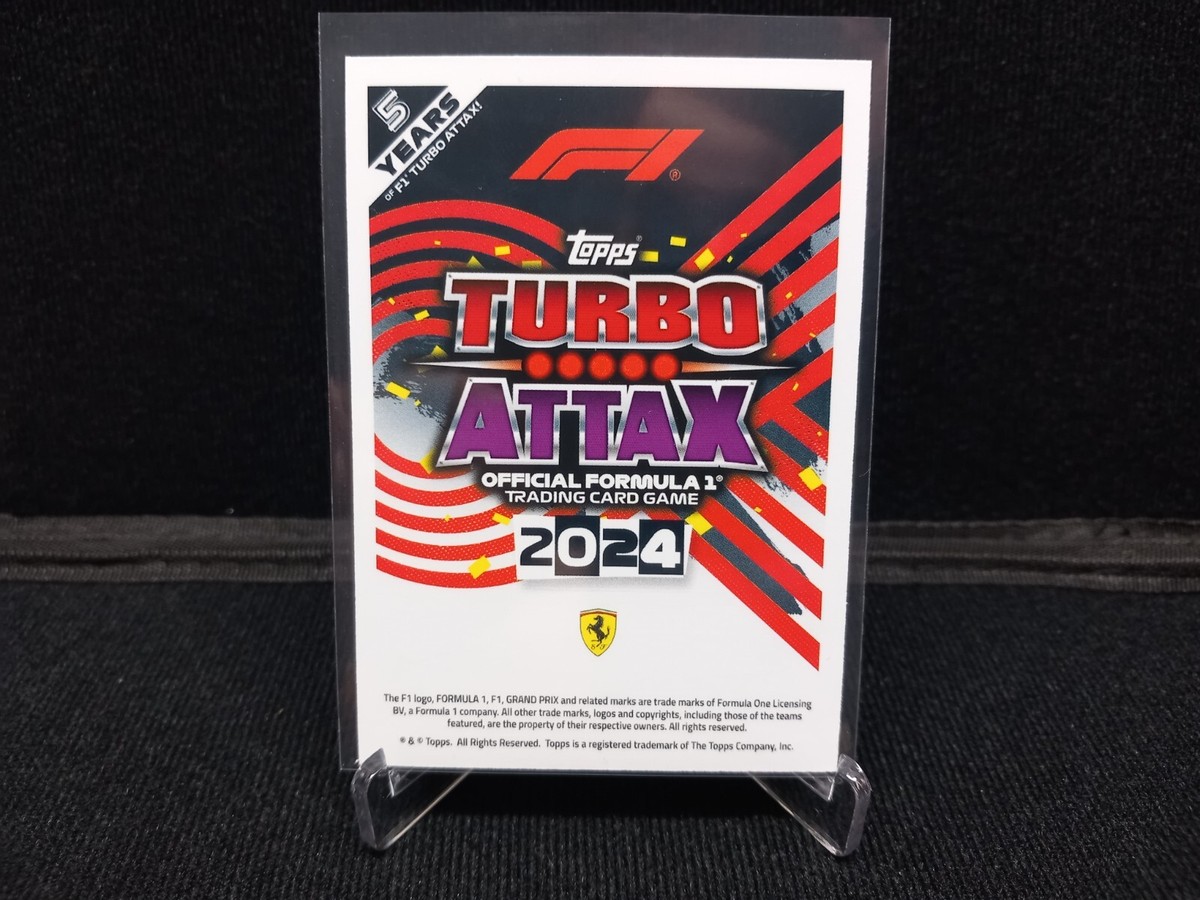 5
YEARS
OF F1® TURBO ATTAX!
F1®
Topps®
TURBO
ATTAX
OFFICIAL FORMULA 1®
TRADING CARD GAME
2024
The F1 logo, FORMULA 1, F1, GRAND PRIX and related marks are trade marks of Formula One Licensing
BV, a Formula 1 company. All other trade marks, logos and copyrights, including those of the teams
featured, are the property of their respective owners. All rights reserved.
® & © Topps. All Rights Reserved. Topps is a registered trademark of The Topps Company, Inc.